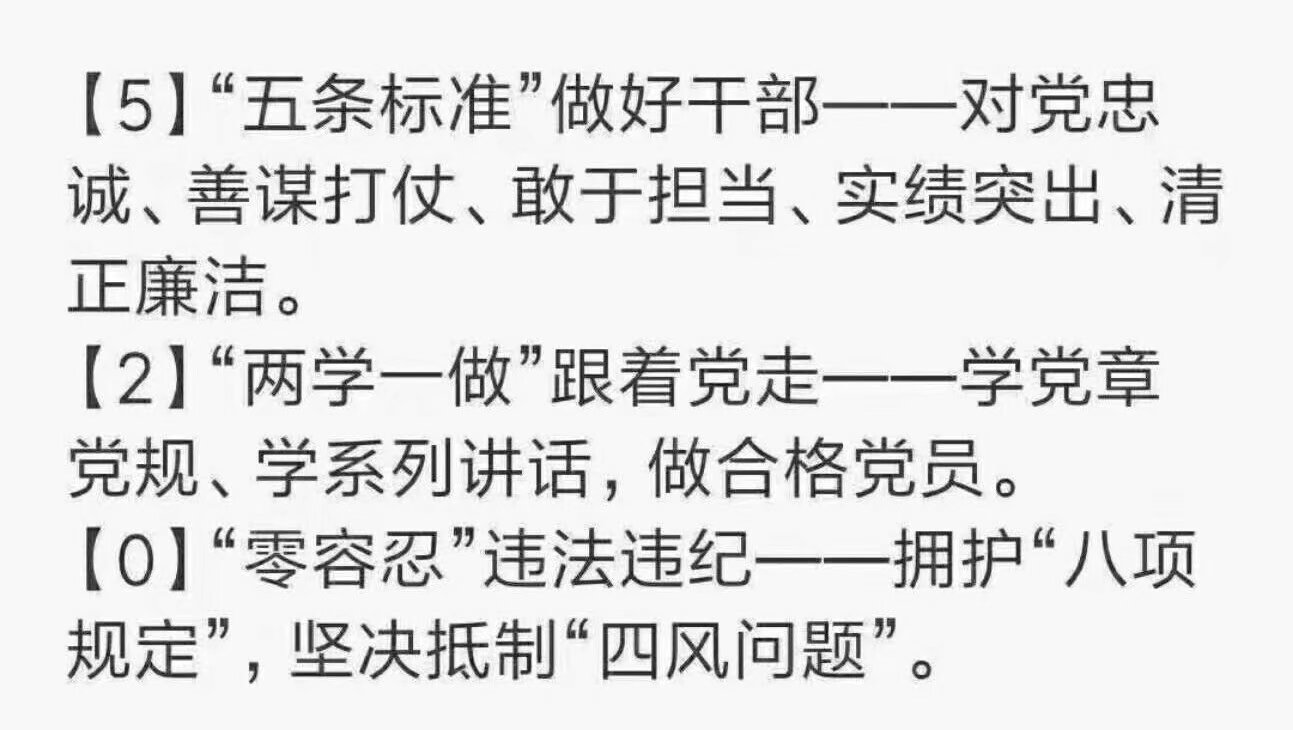 【5】“五条标准”做好干部——对党忠
诚、善谋打仗、敢于担当、实绩突出、清
正廉洁。
【2】“两学一做”跟着党走——学党章
党规、学系列讲话，做合格党员。
【0】“零容忍”违法违纪——拥护“八项
规定”，坚决抵制“四风问题”。